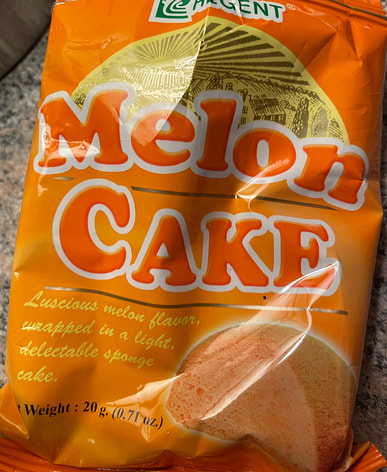 REGENT®
Melon
CAKE
Luscious melon flavor,
wrapped in a light,
delectable sponge
cake.
Weight : 20 g. (0.71 oz.)